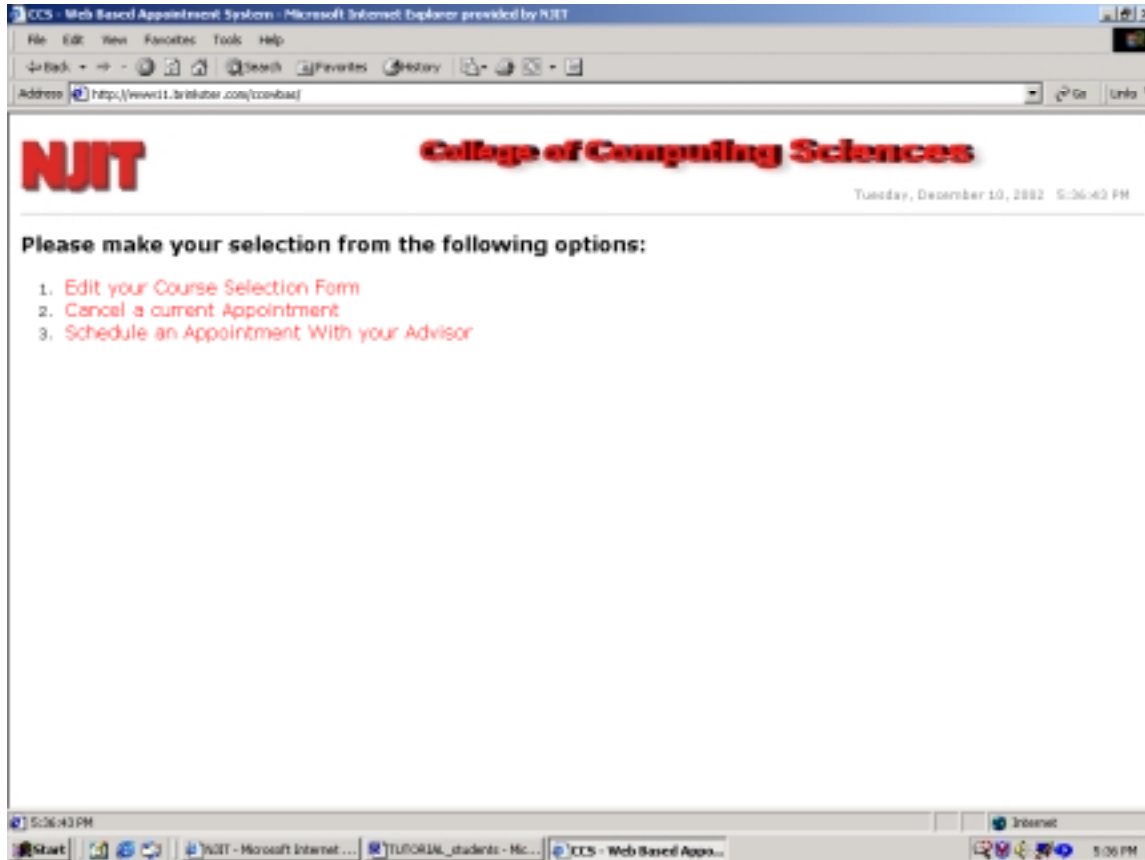 CCS - Web Based Appointment System - Microsoft Internet Explorer provided by NJIT
File Edit View Favorites Tools Help
Back Search Favorites History
Address Go Links
NJIT
College of Computing Sciences
Tuesday, December 10, 2002 5:36:43 PM
Please make your selection from the following options:
1. Edit your Course Selection Form
2. Cancel a current Appointment
3. Schedule an Appointment With your Advisor
5:36:43 PM Internet
Start NJIT - Microsoft Internet ... TUTORIAL_students - Mic... CCS - Web Based Appo... 5:36 PM